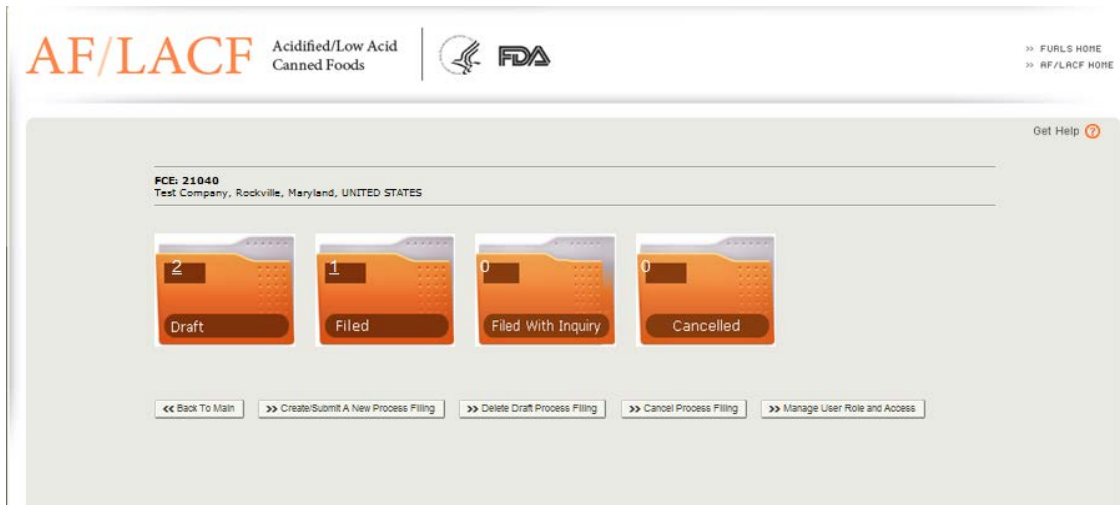 AF/LACF
Acidified/Low Acid
Canned Foods
FDA
>> FURLS HOME
>> AF/LACF HOME
Get Help ?
FCE: 21040
Test Company, Rockville, Maryland, UNITED STATES
2
Draft
1
Filed
0
Filed With Inquiry
0
Cancelled
<< Back To Main
>> Create/Submit A New Process Filing
>> Delete Draft Process Filing
>> Cancel Process Filing
>> Manage User Role and Access